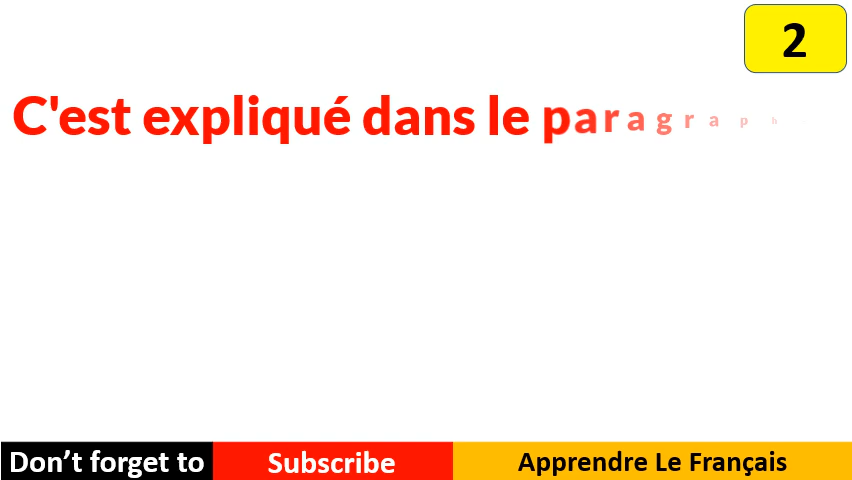 2
C'est expliqué dans le paragraph
Don't forget to Subscribe Apprendre Le Français